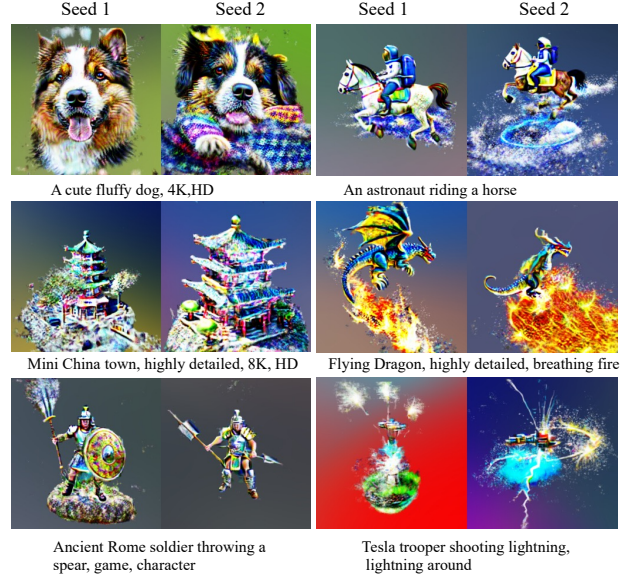 Seed 1
Seed 2
Seed 1
Seed 2
A cute fluffy dog, 4K,HD
An astronaut riding a horse
Mini China town, highly detailed, 8K, HD
Flying Dragon, highly detailed, breathing fire
Ancient Rome soldier throwing a
spear, game, character
Tesla trooper shooting lightning,
lightning around